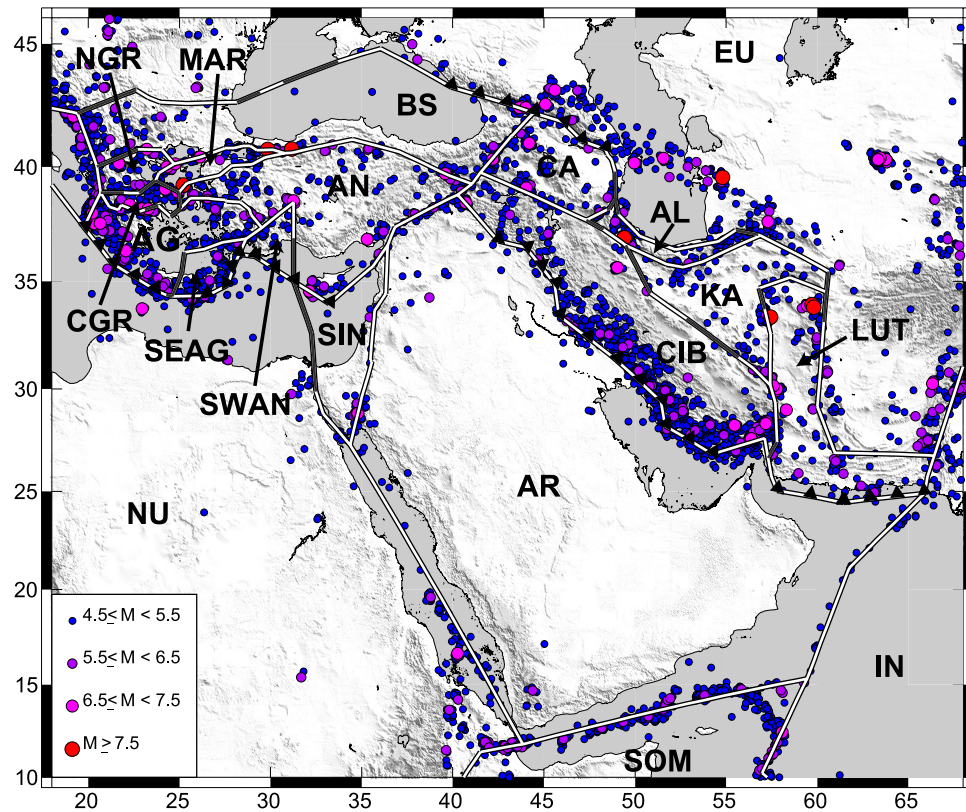 45
40
35
30
25
20
15
10
EU
NGR
MAR
BS
CA
AN
AL
AG
KA
LUT
CGR
SIN
CIB
SEAG
SWAN
AR
NU
4.5≤ M < 5.5
5.5≤ M < 6.5
6.5≤ M < 7.5
M ≥ 7.5
IN
SOM
20 25 30 35 40 45 50 55 60 65